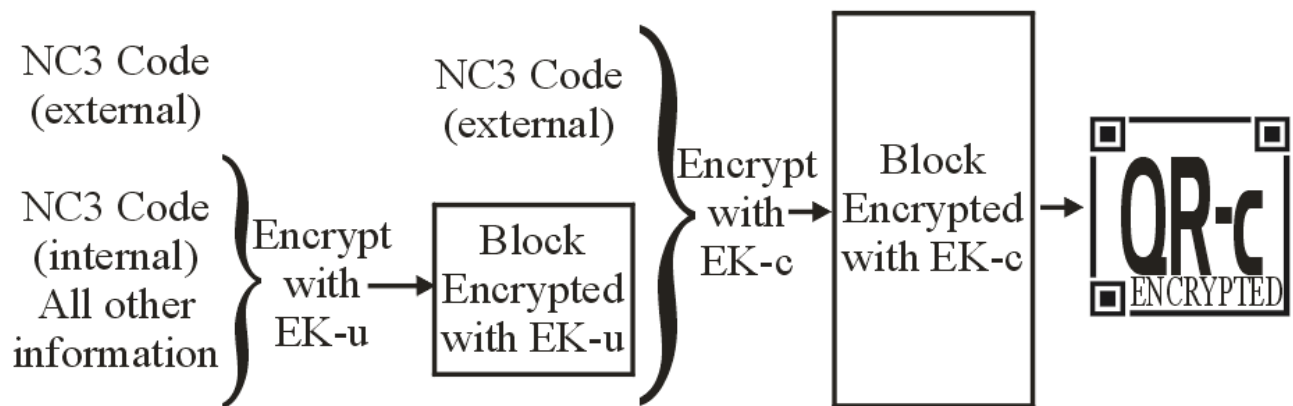 NC3 Code
(external)
NC3 Code
(internal)
All other
information
Encrypt
with
EK-u
NC3 Code
(external)
Block
Encrypted
with EK-u
Encrypt
with
EK-c
Block
Encrypted
with EK-c
QR-c
ENCRYPTED